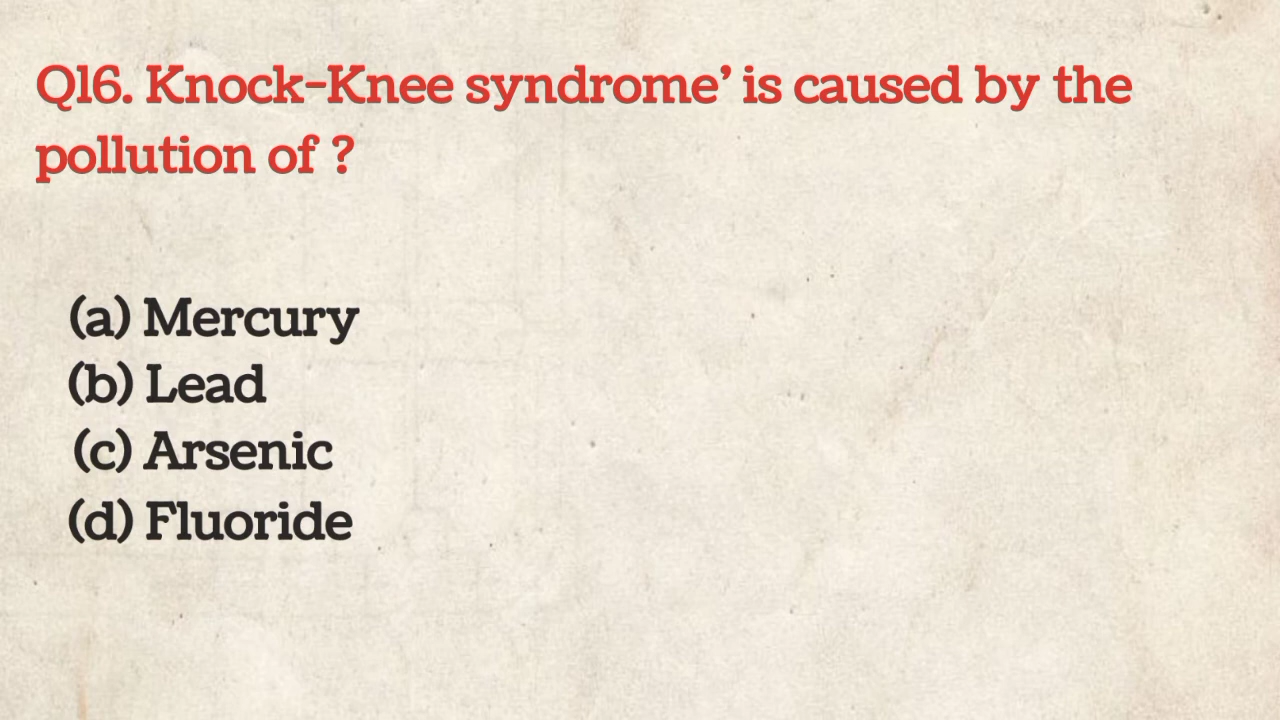 Q16. Knock-Knee syndrome’ is caused by the
pollution of ?
(a) Mercury
(b) Lead
(c) Arsenic
(d) Fluoride